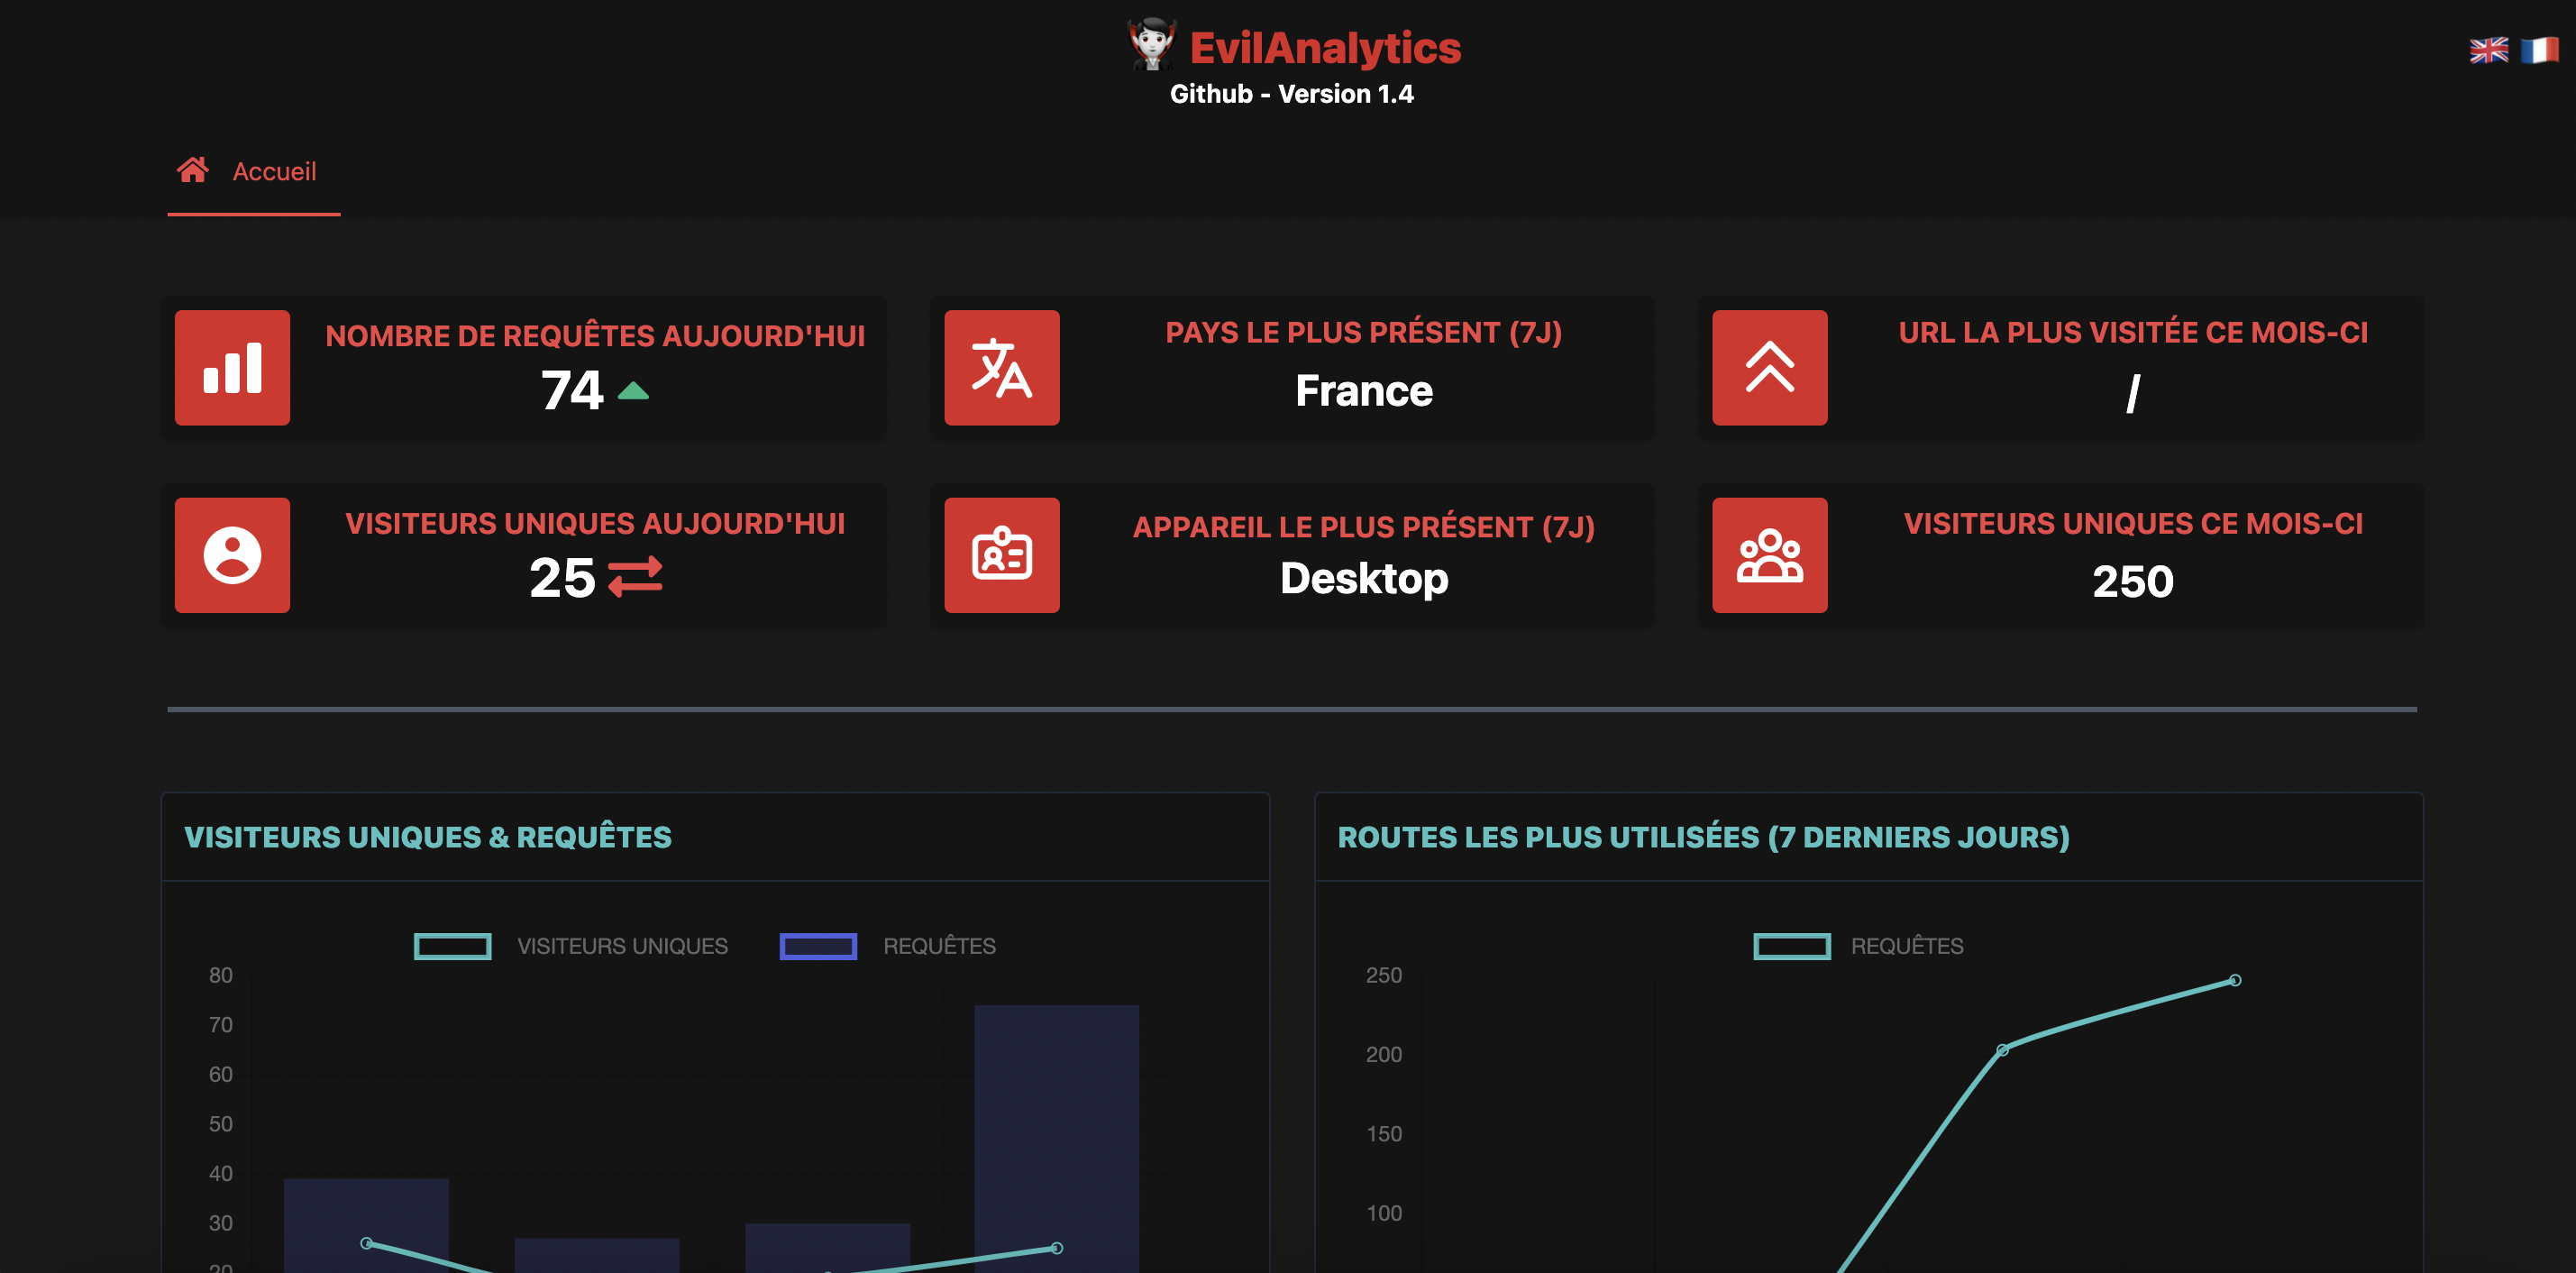 EvilAnalytics
Github - Version 1.4
Accueil
NOMBRE DE REQUÊTES AUJOURD'HUI
74
PAYS LE PLUS PRÉSENT (7J)
France
URL LA PLUS VISITÉE CE MOIS-CI
/
VISITEURS UNIQUES AUJOURD'HUI
25
APPAREIL LE PLUS PRÉSENT (7J)
Desktop
VISITEURS UNIQUES CE MOIS-CI
250
VISITEURS UNIQUES & REQUÊTES
VISITEURS UNIQUES
REQUÊTES
80
70
60
50
40
30
20
ROUTES LES PLUS UTILISÉES (7 DERNIERS JOURS)
REQUÊTES
250
200
150
100